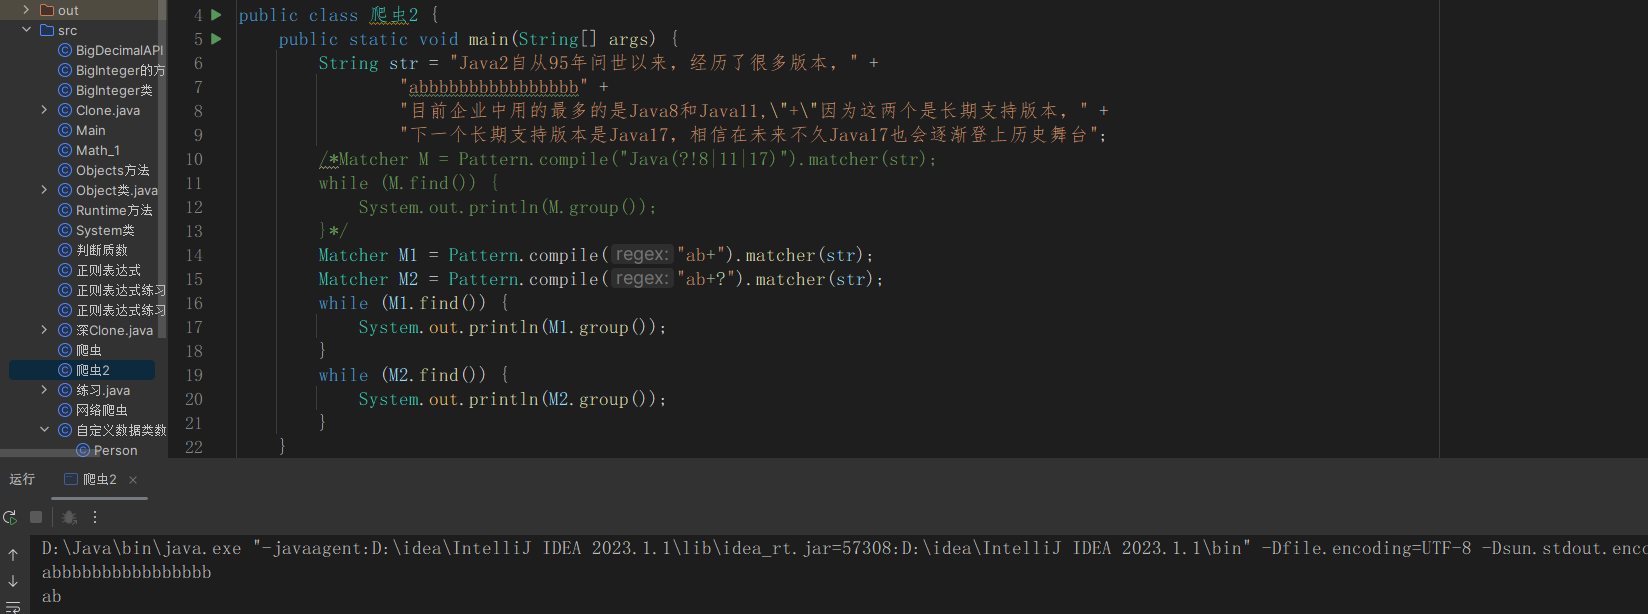 out
src
BigDecimalAPI
BigInteger的方
BigInteger类
Clone.java
Main
Math_1
Objects方法
Object类.java
Runtime方法
System类
判断质数
正则表达式
正则表达式练习
正则表达式练习
深Clone.java
爬虫
爬虫2
练习.java
网络爬虫
自定义数据类数
Person
4 public class 爬虫2 {
5 public static void main(String[] args) {
6 String str = "Java2自从95年问世以来，经历了很多版本，" +
7 "abbbbbbbbbbbbbbbb" +
8 "目前企业中用的最多的是Java8和Java11,\"+\"因为这两个是长期支持版本，" +
9 "下一个长期支持版本是Java17，相信在未来不久Java17也会逐渐登上历史舞台";
10 /*Matcher M = Pattern.compile("Java(?!8|11|17)").matcher(str);
11 while (M.find()) {
12 System.out.println(M.group());
13 }*/
14 Matcher M1 = Pattern.compile( regex: "ab+").matcher(str);
15 Matcher M2 = Pattern.compile( regex: "ab+?").matcher(str);
16 while (M1.find()) {
17 System.out.println(M1.group());
18 }
19 while (M2.find()) {
20 System.out.println(M2.group());
21 }
22 }
运行 爬虫2
D:\Java\bin\java.exe "-javaagent:D:\idea\IntelliJ IDEA 2023.1.1\lib\idea_rt.jar=57308:D:\idea\IntelliJ IDEA 2023.1.1\bin" -Dfile.encoding=UTF-8 -Dsun.stdout.enco
abbbbbbbbbbbbbbbb
ab